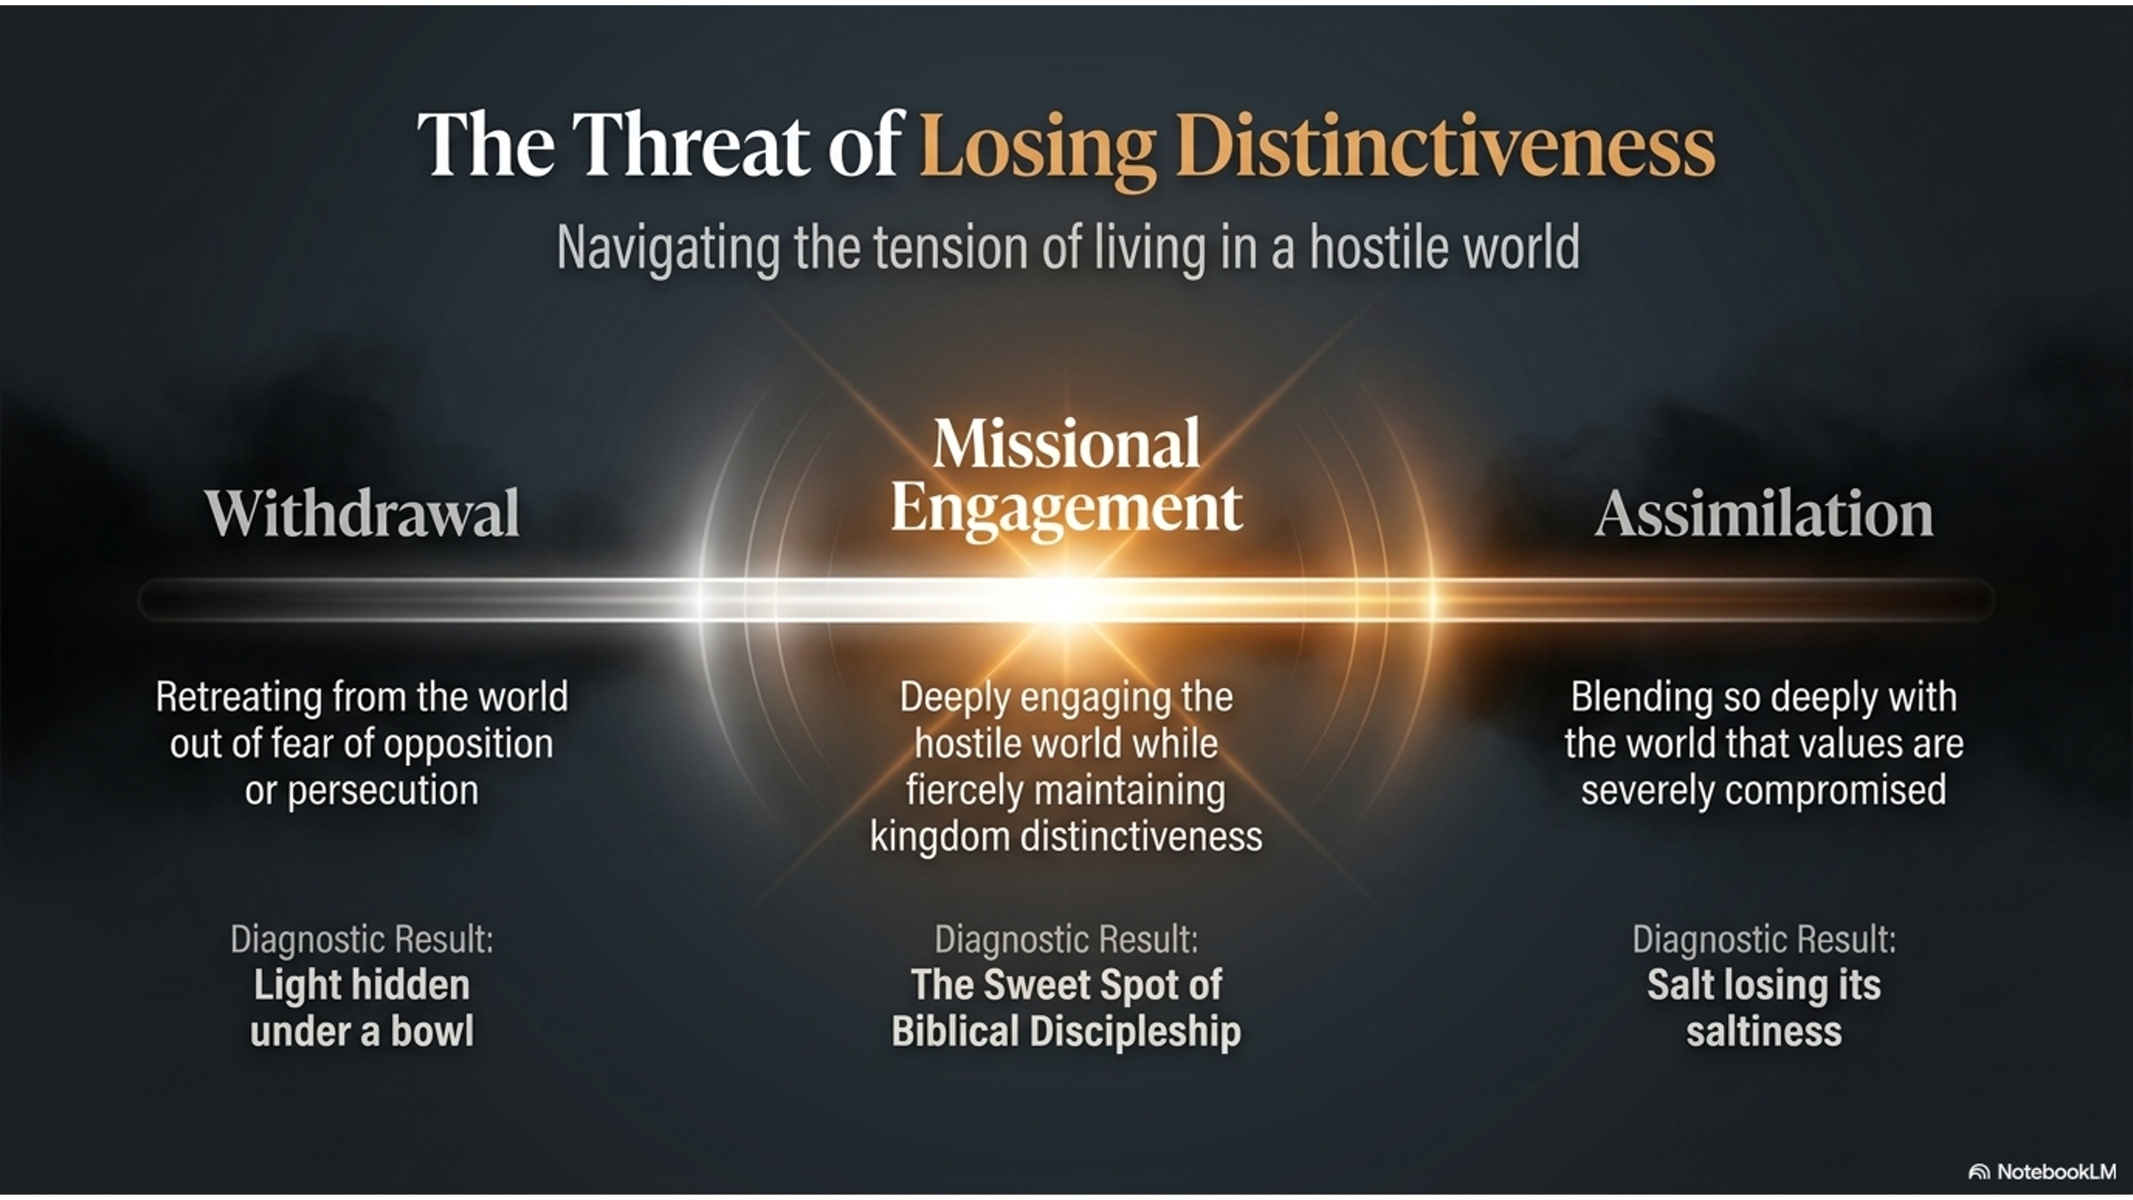 The Threat of Losing Distinctiveness
Navigating the tension of living in a hostile world
Withdrawal
Retreating from the world
out of fear of opposition
or persecution
Diagnostic Result:
Light hidden
under a bowl
Missional
Engagement
Deeply engaging the
hostile world while
fiercely maintaining
kingdom distinctiveness
Diagnostic Result:
The Sweet Spot of
Biblical Discipleship
Assimilation
Blending so deeply with
the world that values are
severely compromised
Diagnostic Result:
Salt losing its
saltiness
NotebookLM